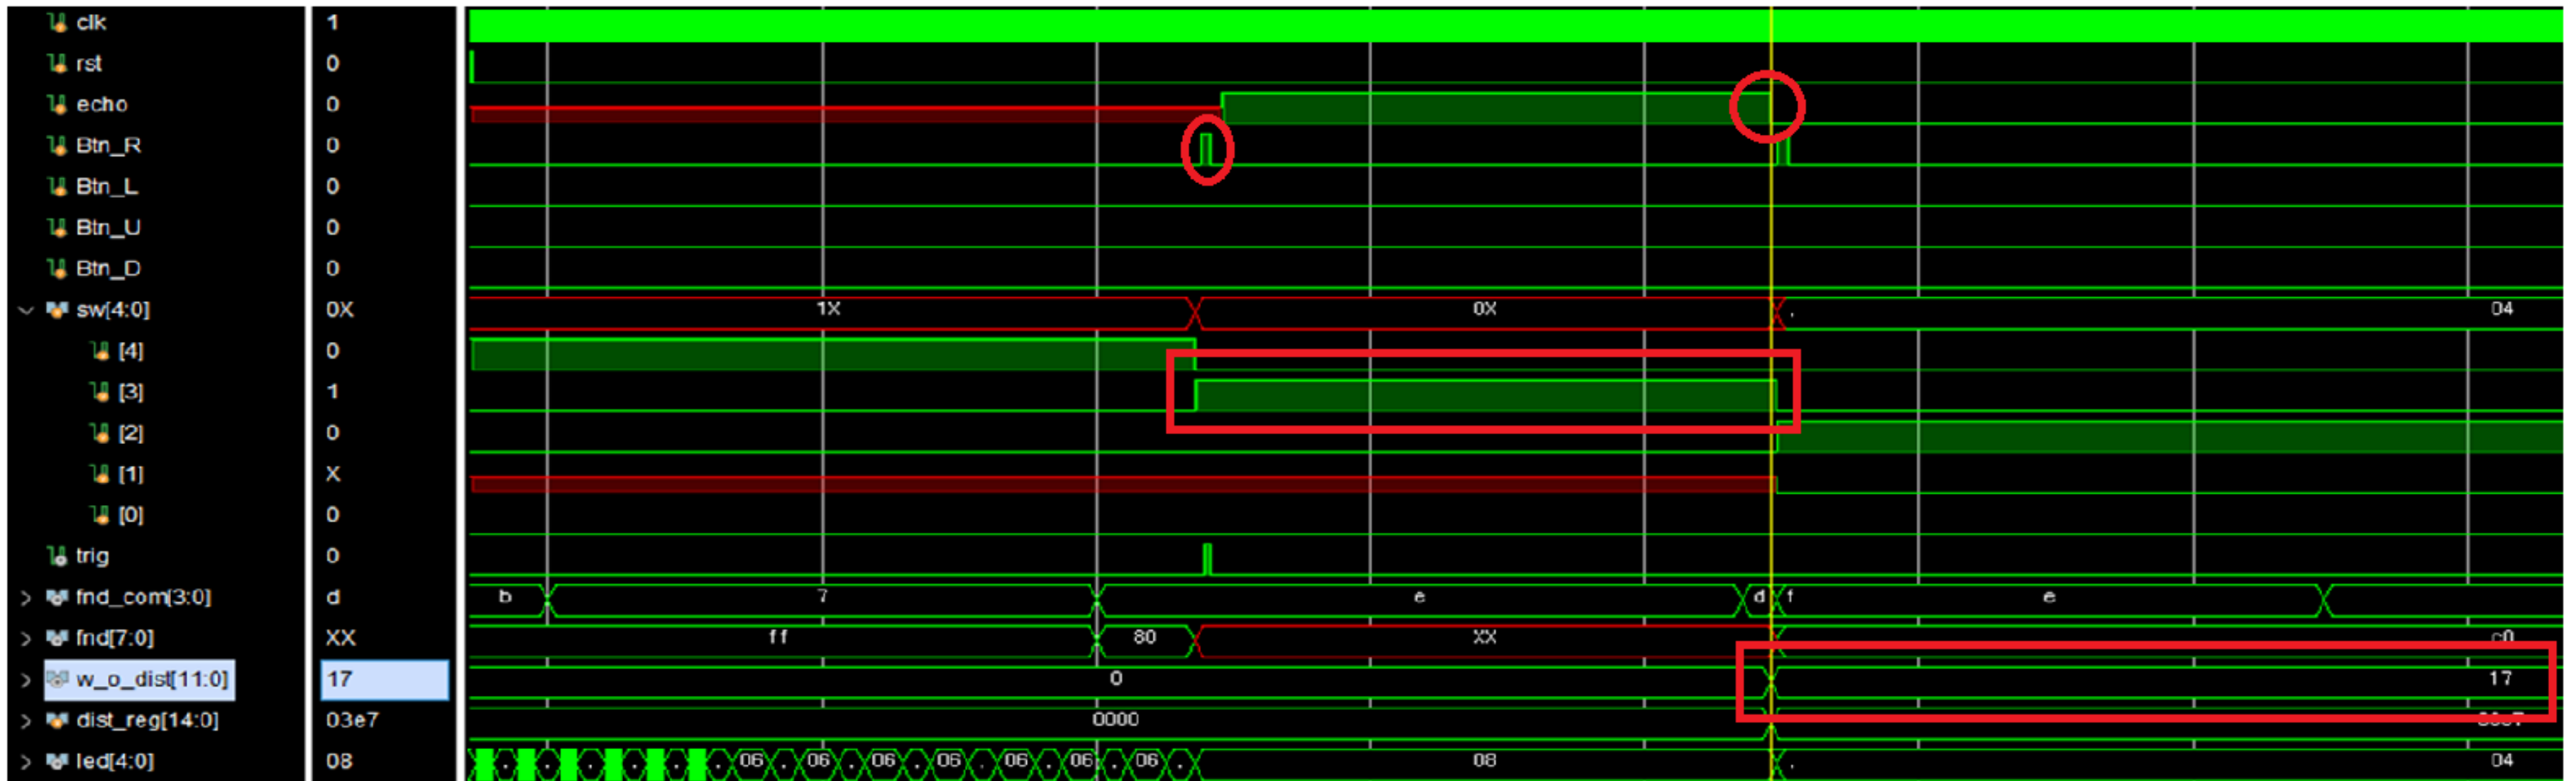 clk 1
rst 0
echo 0
Btn_R 0
Btn_L 0
Btn_U 0
Btn_D 0
sw[4:0] 0X 1X 0X . 04
[4] 0
[3] 1
[2] 0
[1] X
[0] 0
trig 0
fnd_com[3:0] d b 7 e d f e
fnd[7:0] XX ff 80 XX c0
w_o_dist[11:0] 17 0 17
dist_reg[14:0] 03e7 0000
led[4:0] 08 . . . . . . 06 . 06 . 06 . 06 . 06 . 06 . 06 . 08 . 04